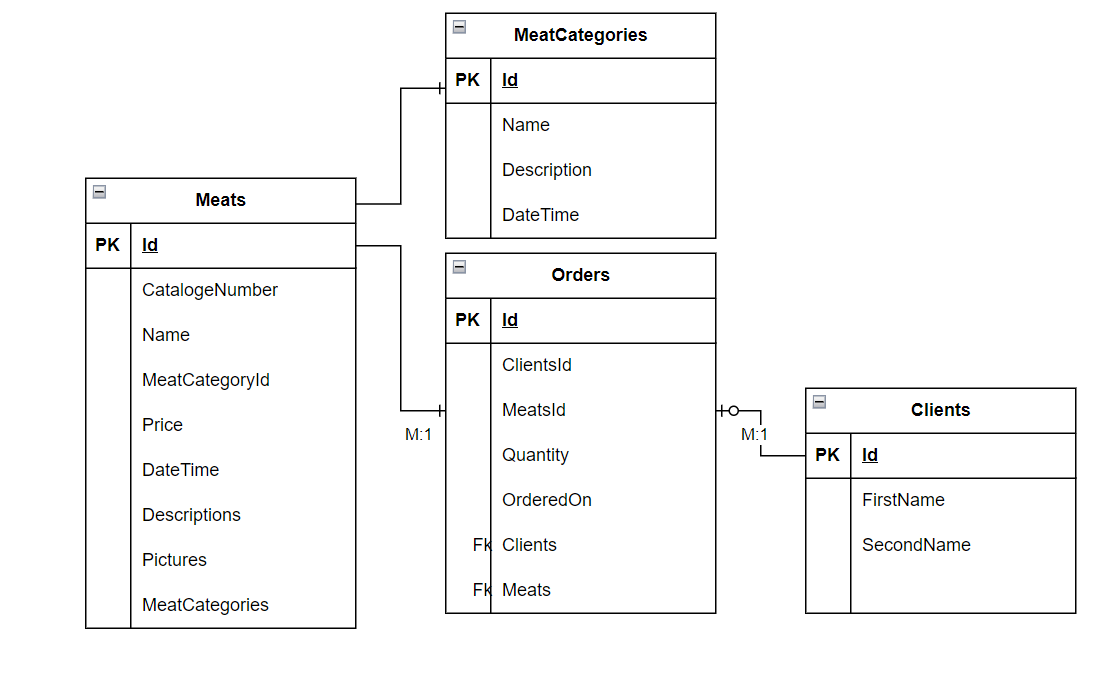 MeatCategories
PK Id
Name
Description
DateTime
Meats
PK Id
CatalogeNumber
Name
MeatCategoryId
Price
DateTime
Descriptions
Pictures
MeatCategories
Orders
PK Id
ClientsId
MeatsId
Quantity
OrderedOn
Fk Clients
Fk Meats
M:1
M:1
Clients
PK Id
FirstName
SecondName